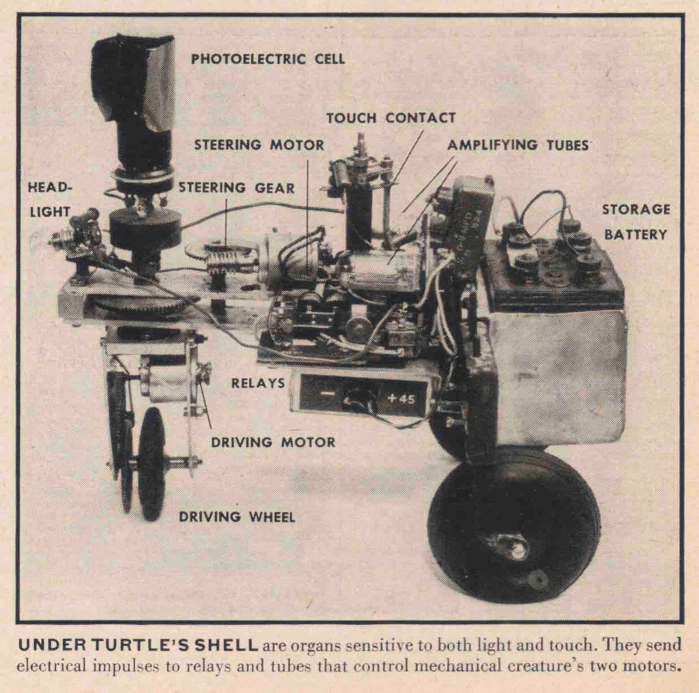 PHOTOELECTRIC CELL
TOUCH CONTACT
STEERING MOTOR
AMPLIFYING TUBES
HEAD-
LIGHT
STEERING GEAR
STORAGE
BATTERY
RELAYS
– +45
DRIVING MOTOR
DRIVING WHEEL
UNDER TURTLE'S SHELL are organs sensitive to both light and touch. They send
electrical impulses to relays and tubes that control mechanical creature's two motors.